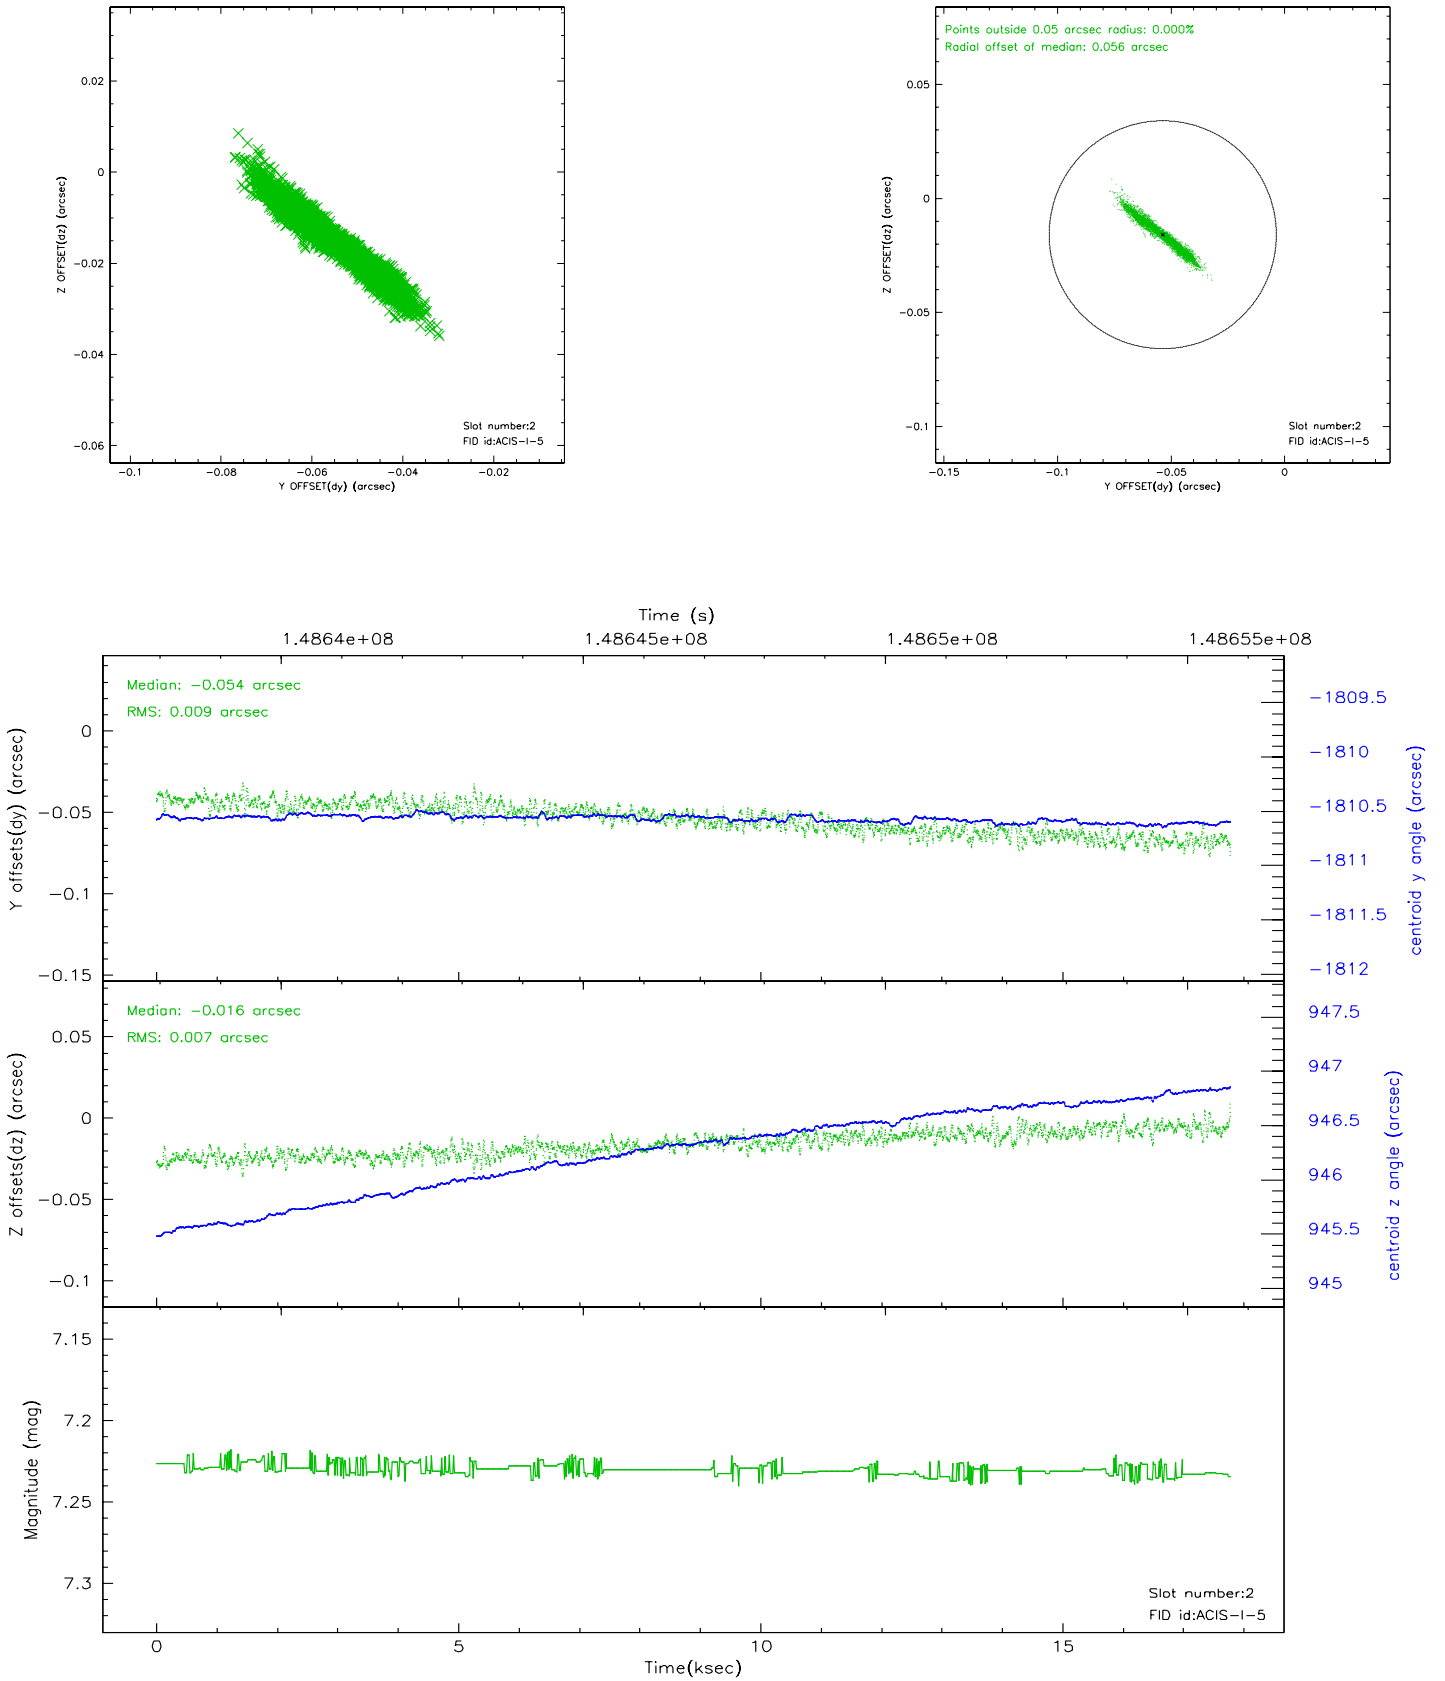 0.02
0
−0.02
−0.04
−0.06
Z OFFSET(dz) (arcsec)
Slot number:2
FID id:ACIS−I−5
−0.1 −0.08 −0.06 −0.04 −0.02
Y OFFSET(dy) (arcsec)
Points outside 0.05 arcsec radius: 0.000%
Radial offset of median: 0.056 arcsec
0.05
0
−0.05
−0.1
Z OFFSET(dz) (arcsec)
Slot number:2
FID id:ACIS−I−5
−0.15 −0.1 −0.05 0
Y OFFSET(dy) (arcsec)
Time (s)
1.4864e+08 1.48645e+08 1.4865e+08 1.48655e+08
Median: −0.054 arcsec
RMS: 0.009 arcsec
0
−0.05
−0.1
−0.15
Y offsets(dy) (arcsec)
−1809.5
−1810
−1810.5
−1811
−1811.5
−1812
centroid y angle (arcsec)
Median: −0.016 arcsec
RMS: 0.007 arcsec
0.05
0
−0.05
−0.1
Z offsets(dz) (arcsec)
947.5
947
946.5
946
945.5
945
centroid z angle (arcsec)
7.15
7.2
7.25
7.3
Magnitude (mag)
Slot number:2
FID id:ACIS−I−5
0 5 10 15
Time(ksec)